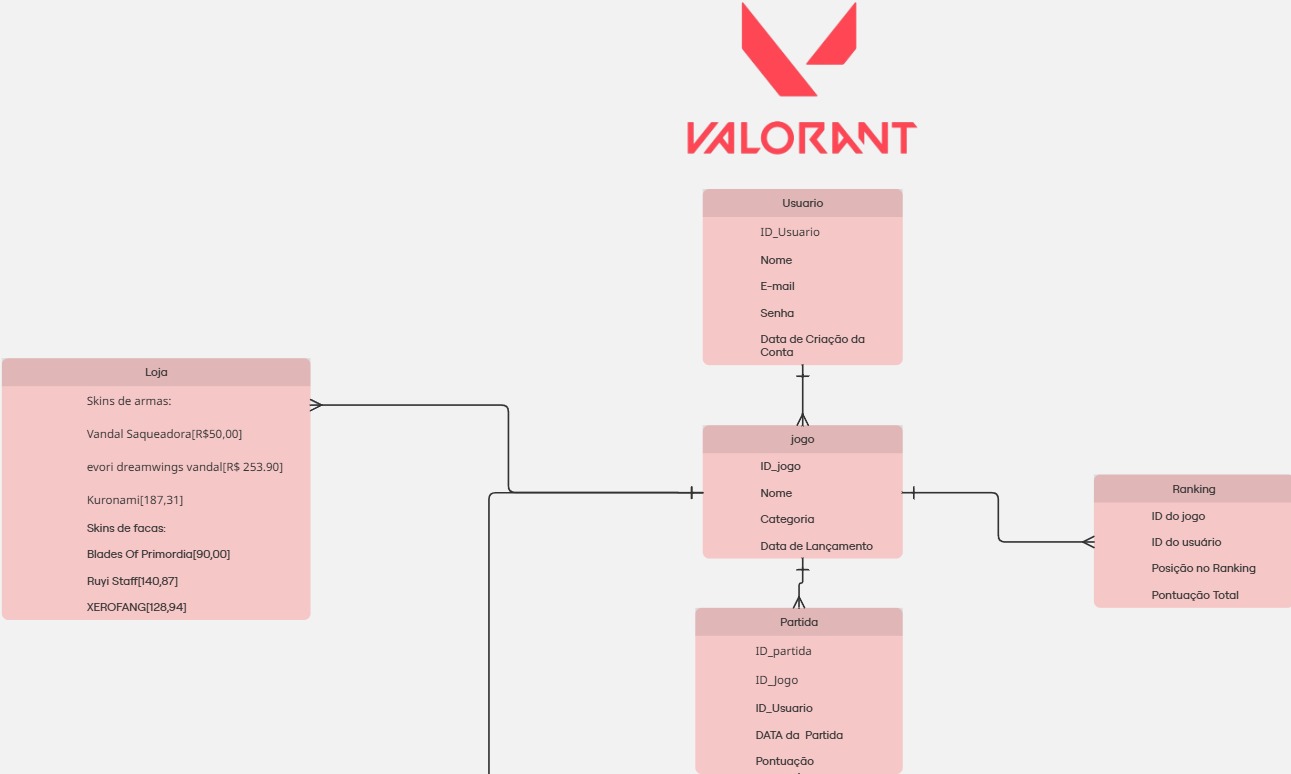 VALORANT
Usuario
ID_Usuario
Nome
E-mail
Senha
Data de Criação da
Conta
Loja
Skins de armas:
Vandal Saqueadora[R$50,00]
evori dreamwings vandal[R$ 253.90]
Kuronami[187,31]
Skins de facas:
Blades Of Primordia[90,00]
Ruyi Staff[140,87]
XEROFANG[128,94]
jogo
ID_jogo
Nome
Categoria
Data de Lançamento
Ranking
ID do jogo
ID do usuário
Posição no Ranking
Pontuação Total
Partida
ID_partida
ID_Jogo
ID_Usuario
DATA da  Partida
Pontuação